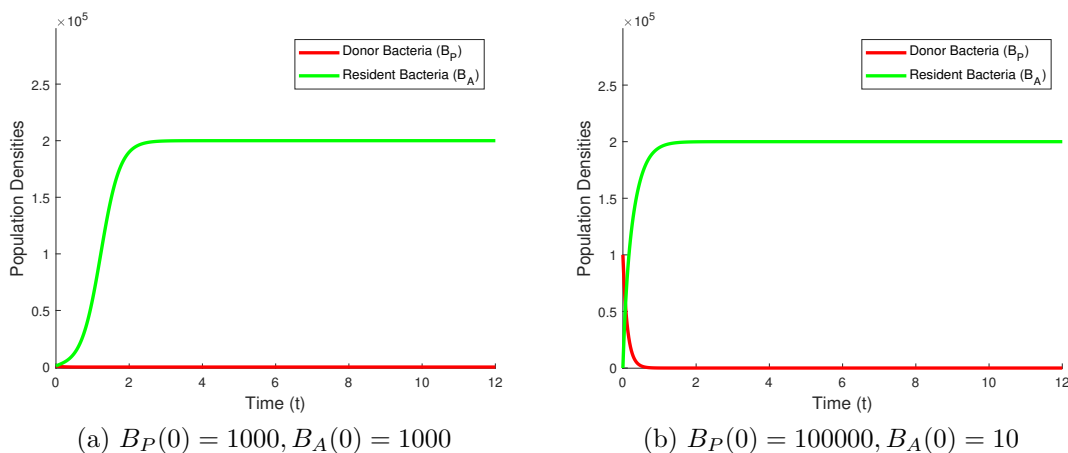 ×10^5
Donor Bacteria (B_P)
Resident Bacteria (B_A)
Population Densities
2.5
2
1.5
1
0.5
0
0 2 4 6 8 10 12
Time (t)
(a) B_P(0) = 1000, B_A(0) = 1000
×10^5
Donor Bacteria (B_P)
Resident Bacteria (B_A)
Population Densities
2.5
2
1.5
1
0.5
0
0 2 4 6 8 10 12
Time (t)
(b) B_P(0) = 100000, B_A(0) = 10